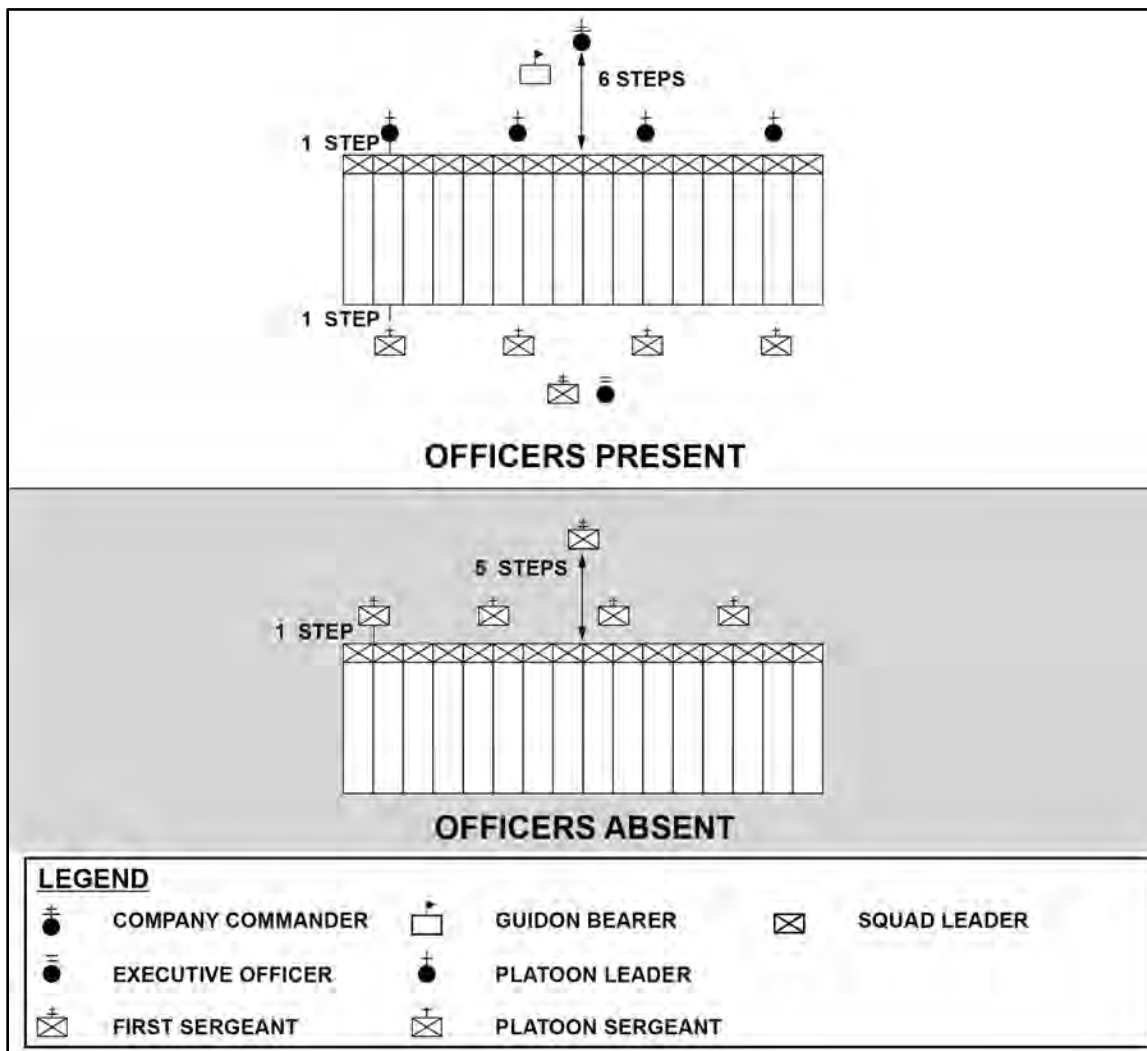 6 STEPS
1 STEP
1 STEP
OFFICERS PRESENT
5 STEPS
1 STEP
OFFICERS ABSENT
LEGEND
COMPANY COMMANDER GUIDON BEARER SQUAD LEADER
EXECUTIVE OFFICER PLATOON LEADER
FIRST SERGEANT PLATOON SERGEANT